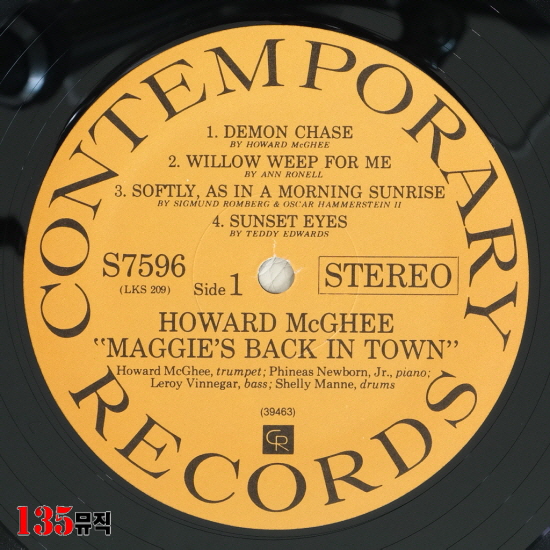 CONTEMPORARY
1. DEMON CHASE
BY HOWARD McGHEE
2. WILLOW WEEP FOR ME
BY ANN RONELL
3. SOFTLY, AS IN A MORNING SUNRISE
BY SIGMUND ROMBERG & OSCAR HAMMERSTEIN II
4. SUNSET EYES
BY TEDDY EDWARDS
S7596
(LKS 209)
Side 1
STEREO
HOWARD McGHEE
"MAGGIE'S BACK IN TOWN"
Howard McGhee, trumpet; Phineas Newborn, Jr., piano;
Leroy Vinnegar, bass; Shelly Manne, drums
(39463)
CR
RECORDS
135뮤직